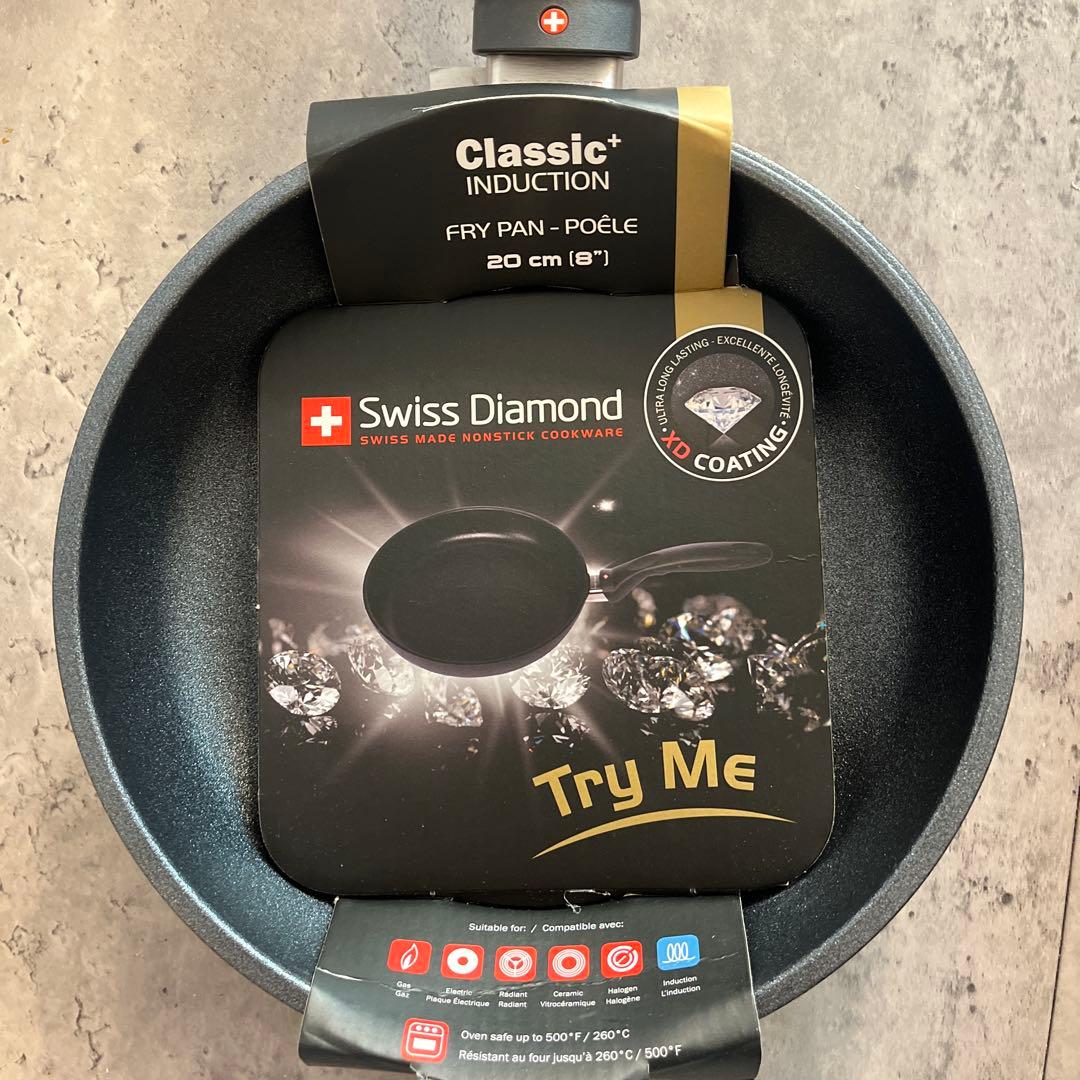 Classic+
INDUCTION
FRY PAN - POÊLE
20 cm (8”)
• ULTRA LONG LASTING - EXCELLENTE LONGÉVITÉ •
XD COATING
Swiss Diamond
SWISS MADE NONSTICK COOKWARE
Try Me
Suitable for: / Compatible avec:
Gas Electric Rádiant Ceramic Halogen Induction
Gaz Plaque Électrique Radiant Vitrocéramique Halogène L'induction
Oven safe up to 500°F / 260°C
Résistant au four jusqu'à 260°C / 500°F